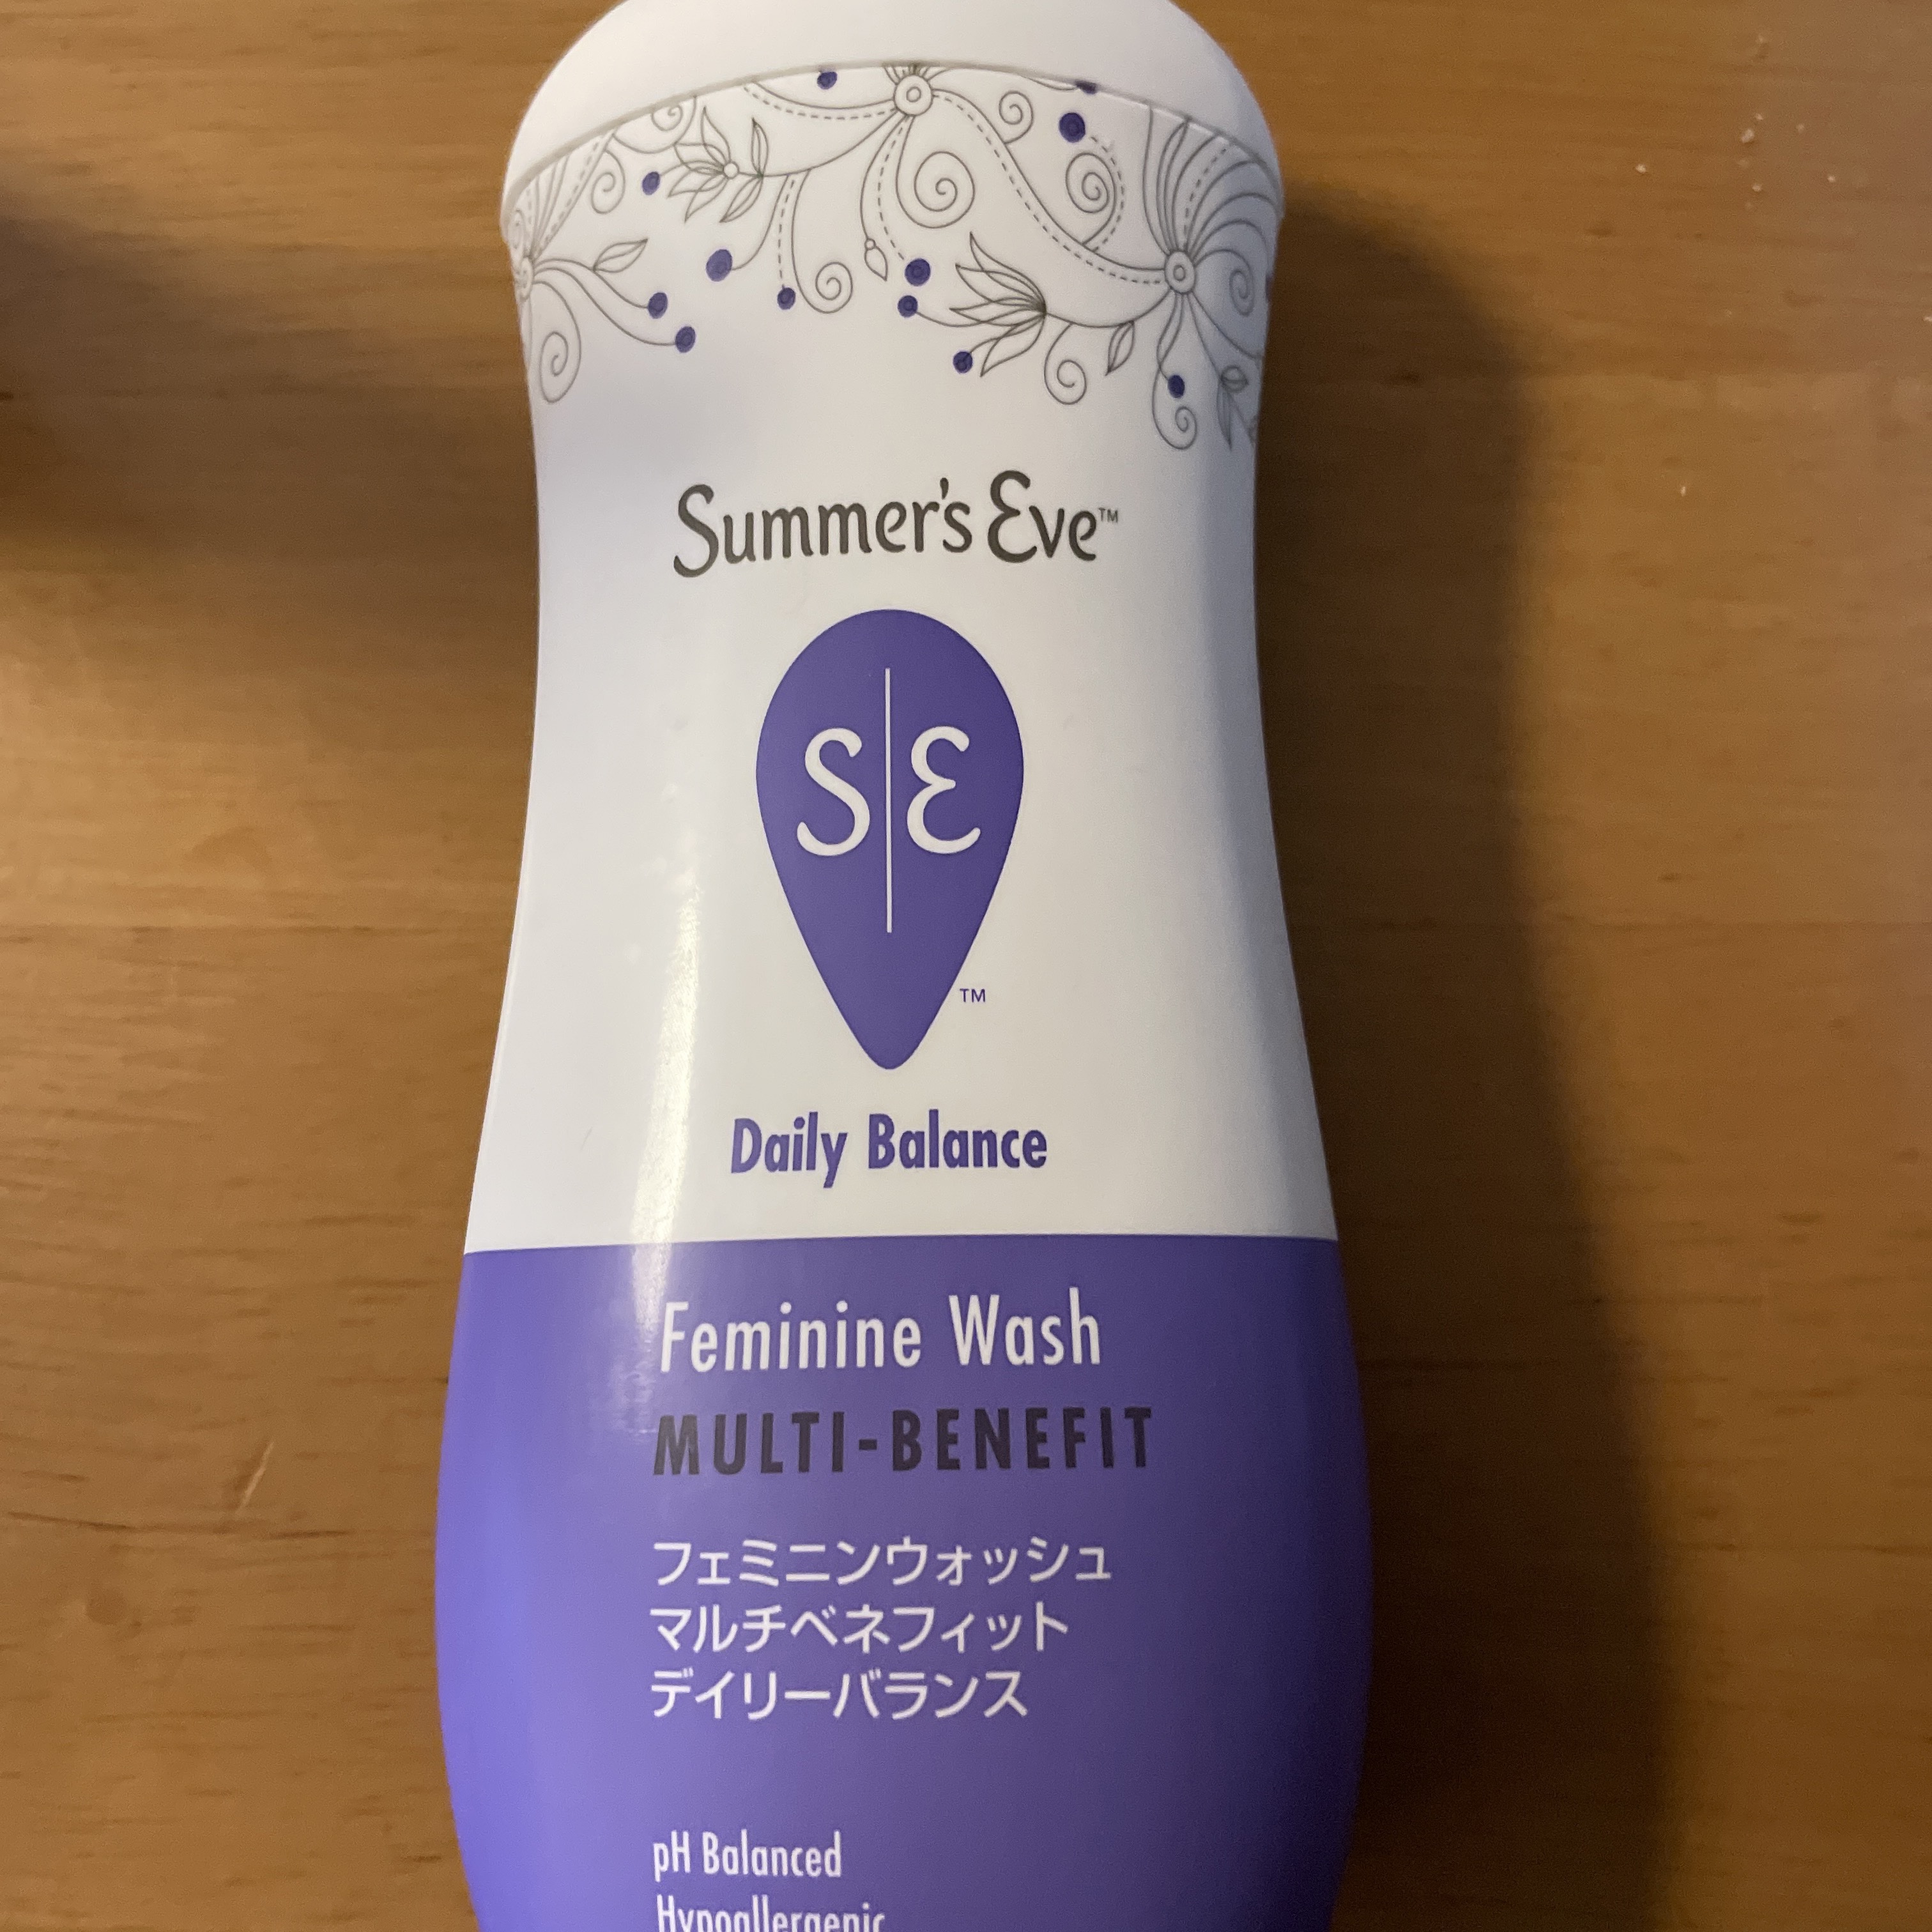 Summer's Eve™
S|E
™
Daily Balance
Feminine Wash
MULTI-BENEFIT
フェミニンウォッシュ
マルチベネフィット
デイリーバランス
pH Balanced
Hypoallergenic